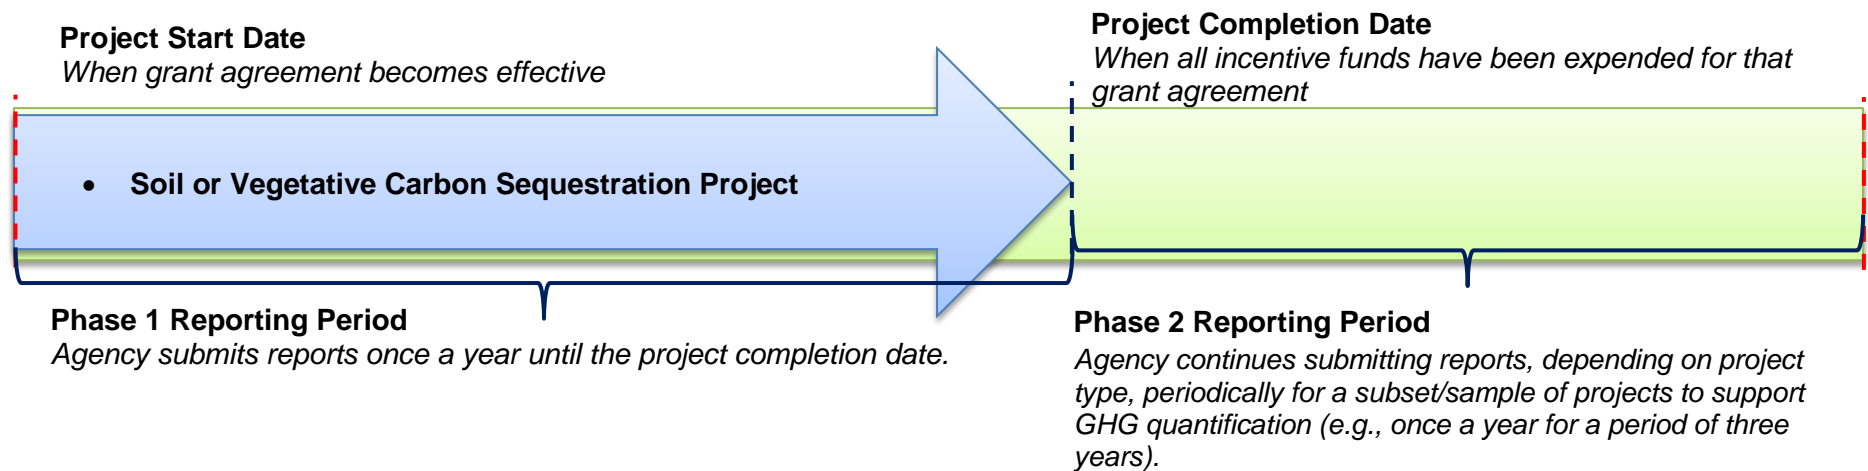 Project Start Date
When grant agreement becomes effective
Project Completion Date
When all incentive funds have been expended for that
grant agreement
• Soil or Vegetative Carbon Sequestration Project
Phase 1 Reporting Period
Agency submits reports once a year until the project completion date.
Phase 2 Reporting Period
Agency continues submitting reports, depending on project
type, periodically for a subset/sample of projects to support
GHG quantification (e.g., once a year for a period of three
years).